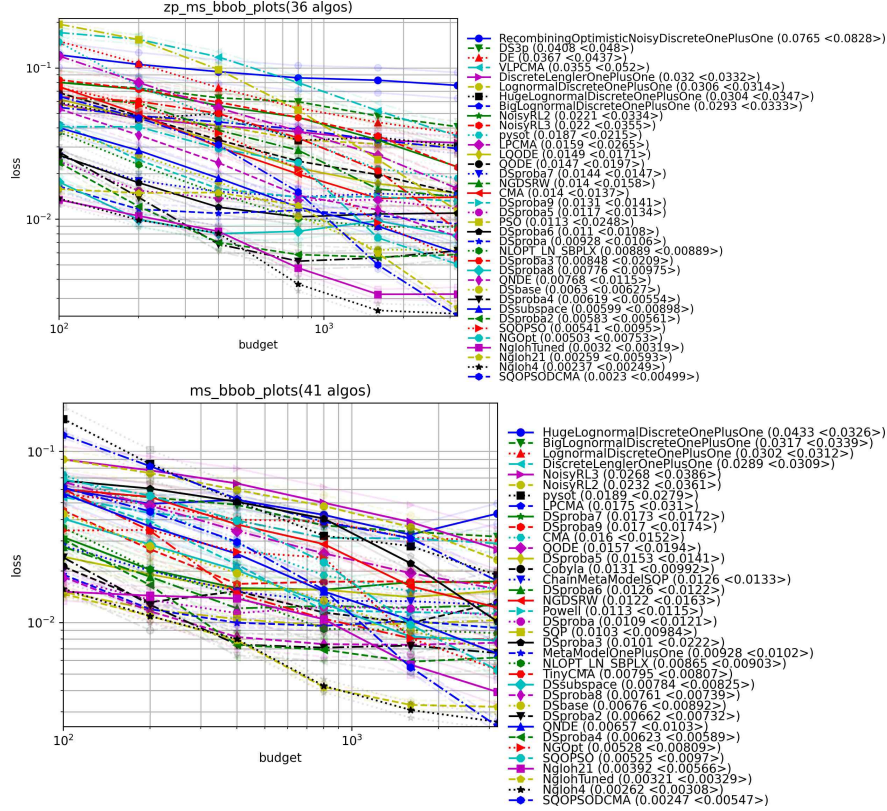 zp_ms_bbob_plots(36 algos)
loss
10^-1
10^-2
10^2
10^3
budget
RecombiningOptimisticNoisyDiscreteOnePlusOne (0.0765 <0.0828>)
DS3p (0.0408 <0.048>)
DE (0.0367 <0.0437>)
VLPCMA (0.0355 <0.052>)
DiscreteLenglerOnePlusOne (0.032 <0.0332>)
LognormalDiscreteOnePlusOne (0.0306 <0.0314>)
HugeLognormalDiscreteOnePlusOne (0.0304 <0.0347>)
BigLognormalDiscreteOnePlusOne (0.0293 <0.0333>)
NoisyRL2 (0.0221 <0.0334>)
NoisyRL3 (0.022 <0.0355>)
pysot (0.0187 <0.0215>)
LPCMA (0.0159 <0.0265>)
LQODE (0.0149 <0.0171>)
QODE (0.0147 <0.0197>)
DSproba7 (0.0144 <0.0147>)
NGDSRW (0.014 <0.0158>)
CMA (0.014 <0.0137>)
DSproba9 (0.0131 <0.0141>)
DSproba5 (0.0117 <0.0134>)
PSO (0.0113 <0.0248>)
DSproba6 (0.011 <0.0108>)
DSproba (0.00928 <0.0106>)
NLOPT_LN_SBPLX (0.00889 <0.00889>)
DSproba3 (0.00848 <0.0209>)
DSproba8 (0.00776 <0.00975>)
QNDE (0.00768 <0.0115>)
DSbase (0.0063 <0.00627>)
DSproba4 (0.00619 <0.00554>)
DSsubspace (0.00599 <0.00898>)
DSproba2 (0.00583 <0.00561>)
SQOPSO (0.00541 <0.0095>)
NGOpt (0.00503 <0.00753>)
NgIohTuned (0.0032 <0.00319>)
NgIoh21 (0.00259 <0.00593>)
NgIoh4 (0.00237 <0.00249>)
SQOPSODCMA (0.0023 <0.00499>)
ms_bbob_plots(41 algos)
loss
10^-1
10^-2
10^2
10^3
budget
HugeLognormalDiscreteOnePlusOne (0.0433 <0.0326>)
BigLognormalDiscreteOnePlusOne (0.0317 <0.0339>)
LognormalDiscreteOnePlusOne (0.0302 <0.0312>)
DiscreteLenglerOnePlusOne (0.0289 <0.0309>)
NoisyRL3 (0.0268 <0.0386>)
NoisyRL2 (0.0232 <0.0361>)
pysot (0.0189 <0.0279>)
LPCMA (0.0175 <0.031>)
DSproba7 (0.0173 <0.0172>)
DSproba9 (0.017 <0.0174>)
CMA (0.016 <0.0152>)
QODE (0.0157 <0.0194>)
DSproba5 (0.0153 <0.0141>)
Cobyla (0.0131 <0.00992>)
ChainMetaModelSQP (0.0126 <0.0133>)
DSproba6 (0.0126 <0.0122>)
NGDSRW (0.0122 <0.0163>)
Powell (0.0113 <0.0115>)
DSproba (0.0109 <0.0121>)
SQP (0.0103 <0.00984>)
DSproba3 (0.0101 <0.0222>)
MetaModelOnePlusOne (0.00928 <0.0102>)
NLOPT_LN_SBPLX (0.00865 <0.00903>)
TinyCMA (0.00795 <0.00807>)
DSsubspace (0.00784 <0.00825>)
DSproba8 (0.00761 <0.00739>)
DSbase (0.00676 <0.00892>)
DSproba2 (0.00662 <0.00732>)
QNDE (0.00657 <0.0103>)
DSproba4 (0.00623 <0.00589>)
NGOpt (0.00528 <0.00809>)
SQOPSO (0.00525 <0.0097>)
NgIoh21 (0.00392 <0.00566>)
NgIohTuned (0.00321 <0.00329>)
NgIoh4 (0.00262 <0.00308>)
SQOPSODCMA (0.00247 <0.00547>)